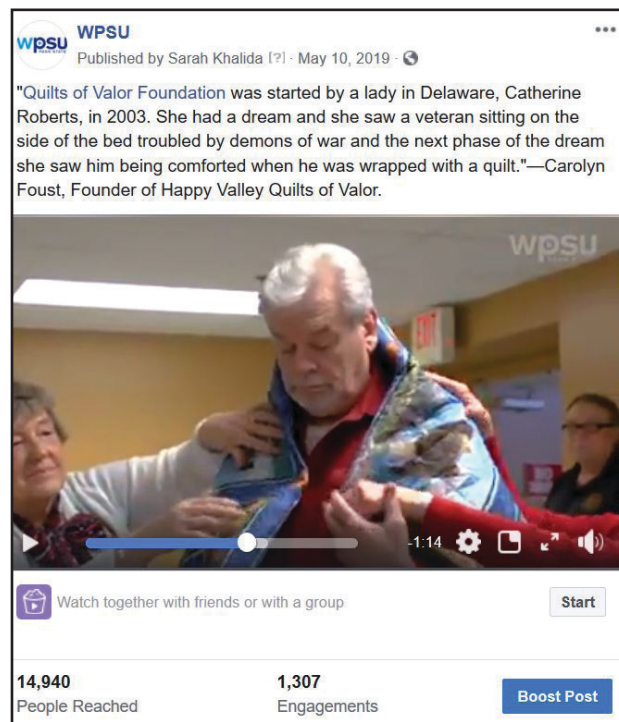 wpsu
WPSU
Published by Sarah Khalida [?] · May 10, 2019 ·
"Quilts of Valor Foundation was started by a lady in Delaware, Catherine
Roberts, in 2003. She had a dream and she saw a veteran sitting on the
side of the bed troubled by demons of war and the next phase of the dream
she saw him being comforted when he was wrapped with a quilt."—Carolyn
Foust, Founder of Happy Valley Quilts of Valor.
wpsu
EXIT
-1:14
Watch together with friends or with a group
Start
14,940
People Reached
1,307
Engagements
Boost Post